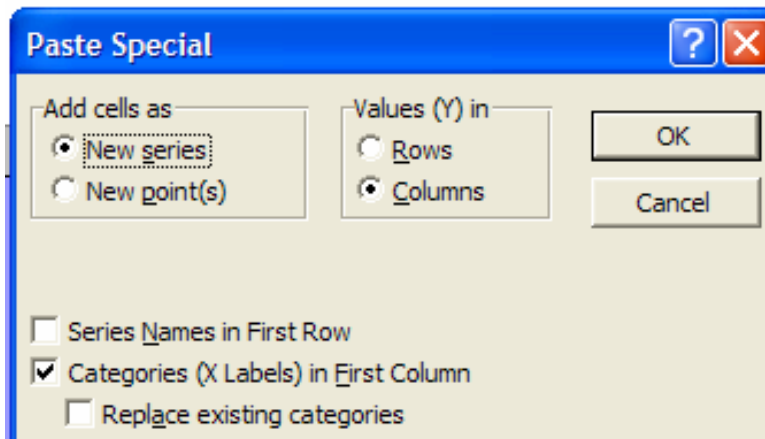 Paste Special
Add cells as
New series
New point(s)
Values (Y) in
Rows
Columns
OK
Cancel
Series Names in First Row
Categories (X Labels) in First Column
Replace existing categories